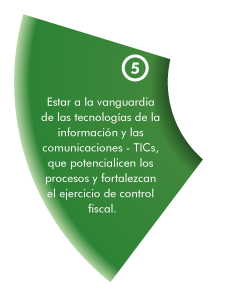 5
Estar a la vanguardia
de las tecnologías de la
información y las
comunicaciones - TICs,
que potencialicen los
procesos y fortalezcan
el ejercicio de control
fiscal.